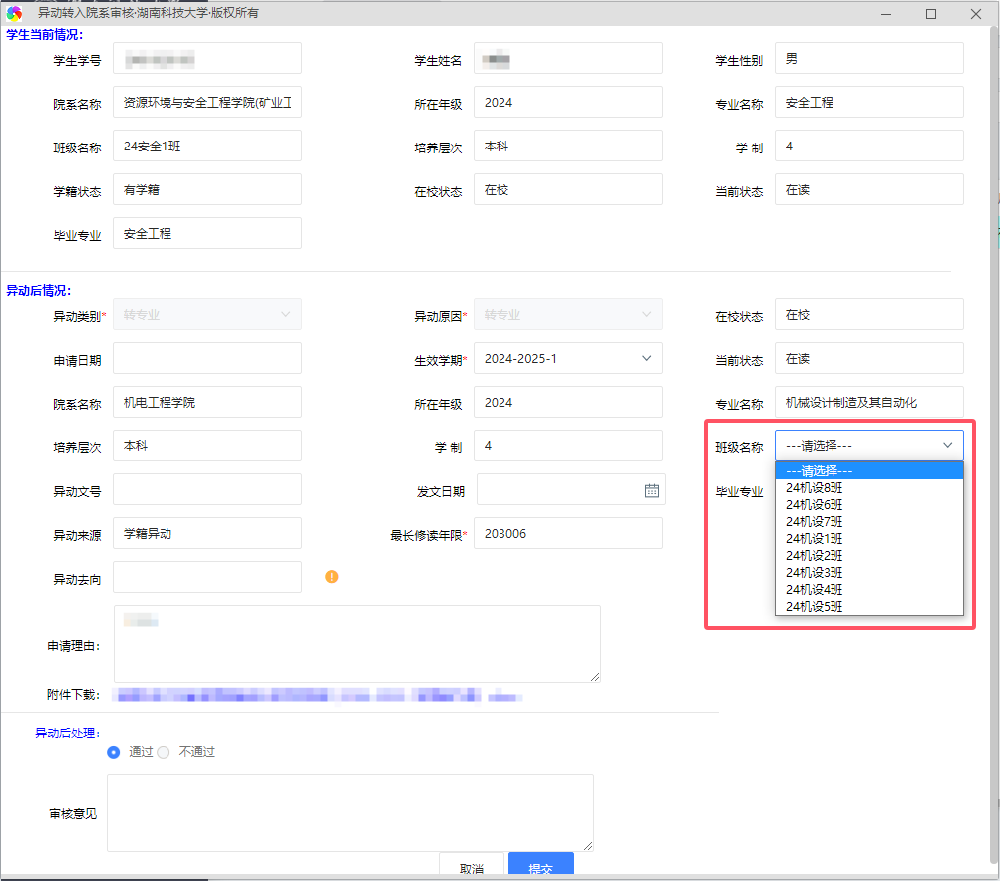 异动转入院系审核·湖南科技大学·版权所有
学生当前情况：
学生学号 学生姓名 学生性别 男
院系名称 资源环境与安全工程学院(矿业工 所在年级 2024 专业名称 安全工程
班级名称 24安全1班 培养层次 本科 学 制 4
学籍状态 有学籍 在校状态 在校 当前状态 在读
毕业专业 安全工程
异动后情况：
异动类别* 转专业 异动原因* 转专业 在校状态 在校
申请日期 生效学期* 2024-2025-1 当前状态 在读
院系名称 机电工程学院 所在年级 2024 专业名称 机械设计制造及其自动化
培养层次 本科 学 制 4 班级名称 ---请选择---
---请选择---
异动文号 发文日期 毕业专业 24机设8班
24机设6班
24机设7班
异动来源 学籍异动 最长修读年限* 203006 24机设1班
24机设2班
异动去向 24机设3班
24机设4班
24机设5班
申请理由：
附件下载：
异动后处理：
通过 不通过
审核意见
取消 提交